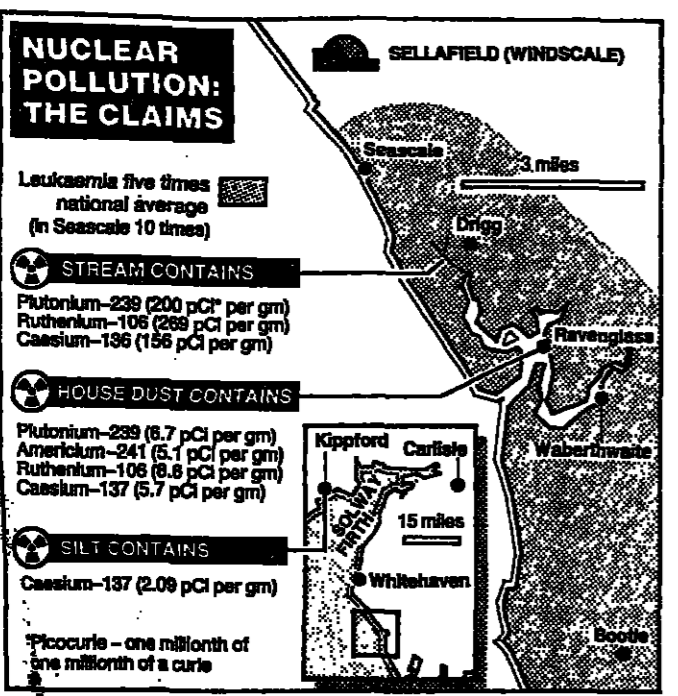 NUCLEAR
POLLUTION:
THE CLAIMS
SELLAFIELD (WINDSCALE)
Seascale
3 miles
Leukaemia five times
national average
(in Seascale 10 times)
Drigg
STREAM CONTAINS
Plutonium–239 (200 pCi* per gm)
Ruthenium–106 (269 pCi per gm)
Caesium–136 (156 pCi per gm)
Ravenglass
HOUSE DUST CONTAINS
Plutonium–239 (6.7 pCi per gm)
Americium–241 (5.1 pCi per gm)
Ruthenium–106 (8.8 pCi per gm)
Caesium–137 (5.7 pCi per gm)
Waberthwaite
Kippford
Carlisle
SOLWAY
FIRTH
15 miles
SILT CONTAINS
Caesium–137 (2.09 pCi per gm)
Whitehaven
*Picocurie – one millionth of
one millionth of a curie
Bootle